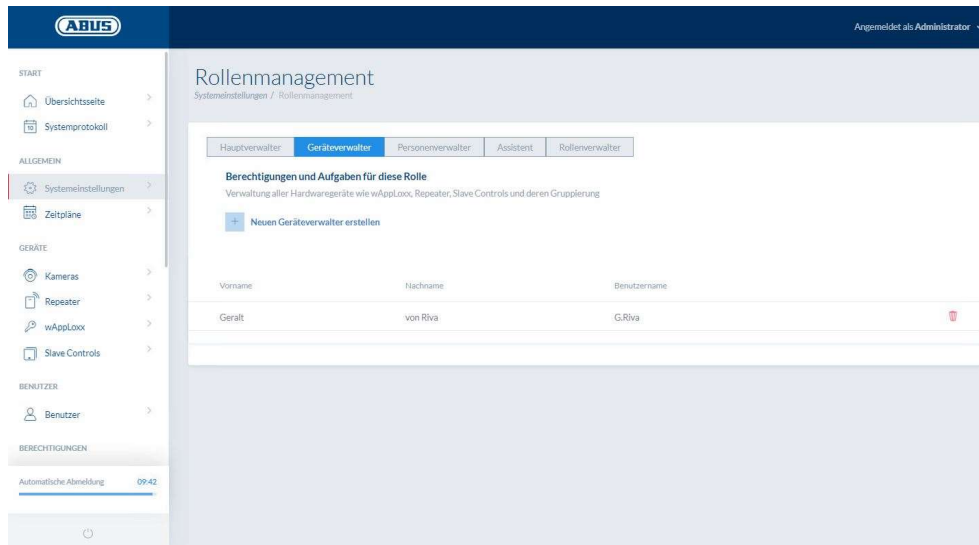 ABUS
Angemeldet als Administrator
START
Übersichtsseite
10
Systemprotokoll
ALLGEMEIN
Systemeinstellungen
Zeitpläne
GERÄTE
Kameras
Repeater
wAppLoxx
Slave Controls
BENUTZER
Benutzer
BERECHTIGUNGEN
Automatische Abmeldung 09:42
Rollenmanagement
Systemeinstellungen / Rollenmanagement
Hauptverwalter Geräteverwalter Personenverwalter Assistent Rollenverwalter
Berechtigungen und Aufgaben für diese Rolle
Verwaltung aller Hardwaregeräte wie wAppLoxx, Repeater, Slave Controls und deren Gruppierung
+ Neuen Geräteverwalter erstellen
Vorname Nachname Benutzername
Geralt von Riva G.Riva